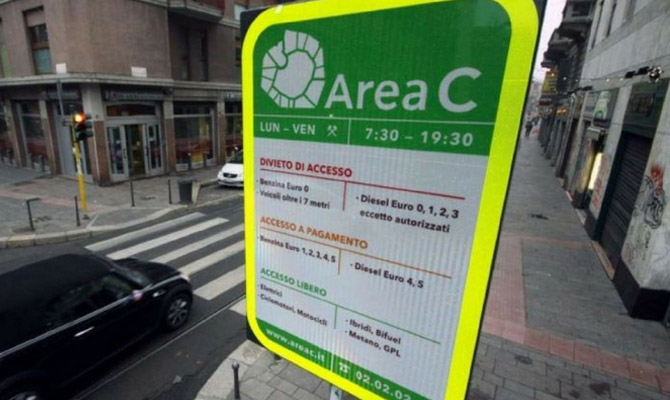 Area C
LUN – VEN 7:30 – 19:30
DIVIETO DI ACCESSO
- Benzina Euro 0
- Veicoli oltre i 7 metri
- Diesel Euro 0, 1, 2, 3
eccetto autorizzati
ACCESSO A PAGAMENTO
- Benzina Euro 1, 2, 3, 4, 5
- Diesel Euro 4, 5
ACCESSO LIBERO
- Elettrici
- Ciclomotori, Motocicli
- Ibridi, Bifuel
- Metano, GPL
www.areac.it
02.02.02